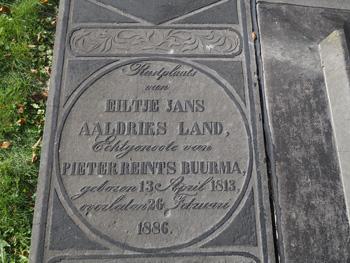 Rustplaats
van
EILTJE JANS
AALDRIKS LAND,
Echtgenoote van
PIETER REINTS BUURMA,
geboren 13 April 1813,
overleden 26 Februari
1886.